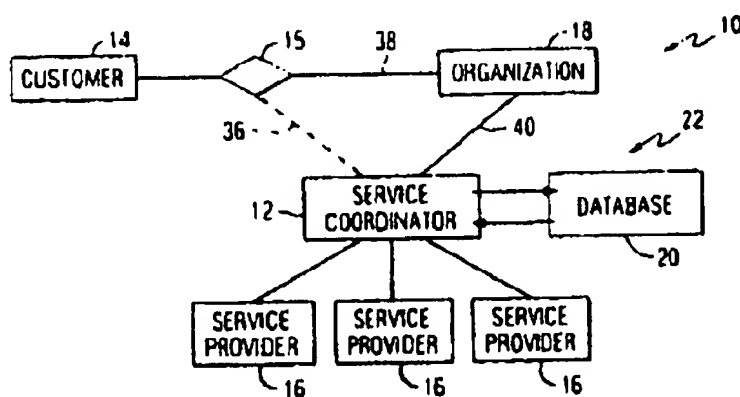 14
15
38
18
10
CUSTOMER
ORGANIZATION
36
40
22
12
SERVICE
COORDINATOR
DATABASE
20
SERVICE
PROVIDER
SERVICE
PROVIDER
SERVICE
PROVIDER
16
16
16